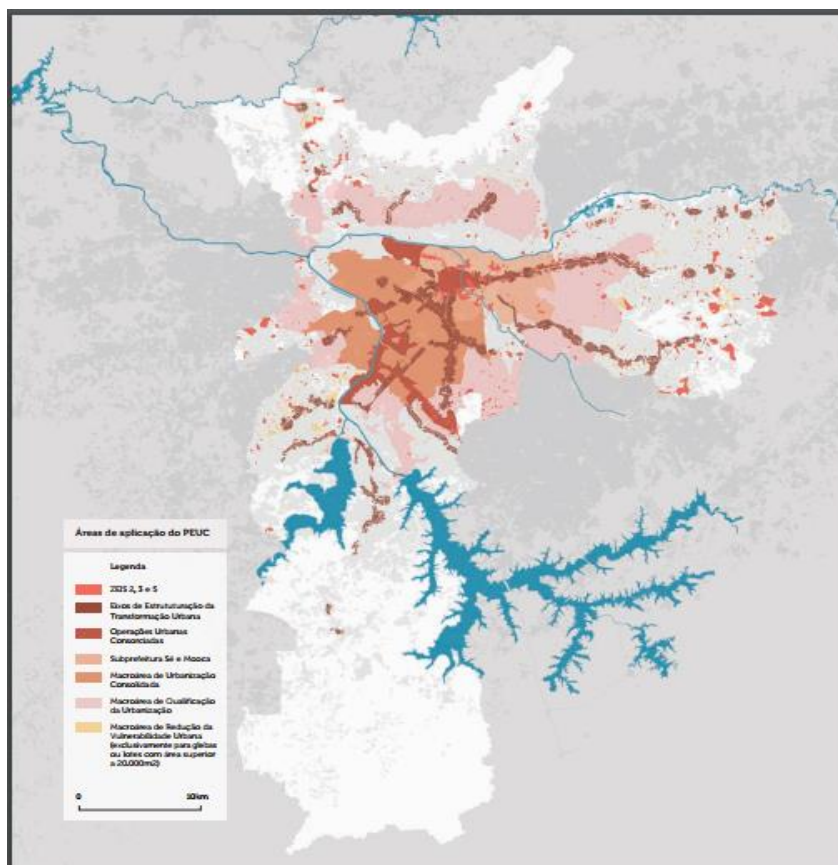 Áreas de aplicação do PEUC
Legenda
ZEIS 2, 3 e 5
Eixos de Estruturação da
Transformação Urbana
Operações Urbanas
Consorciadas
Subprefeitura Sé e Mooca
Macroárea de Urbanização
Consolidada
Macroárea de Qualificação
da Urbanização
Macroárea de Redução da
Vulnerabilidade Urbana
(exclusivamente para glebas
ou lotes com área superior
a 20.000m2)
0
10km